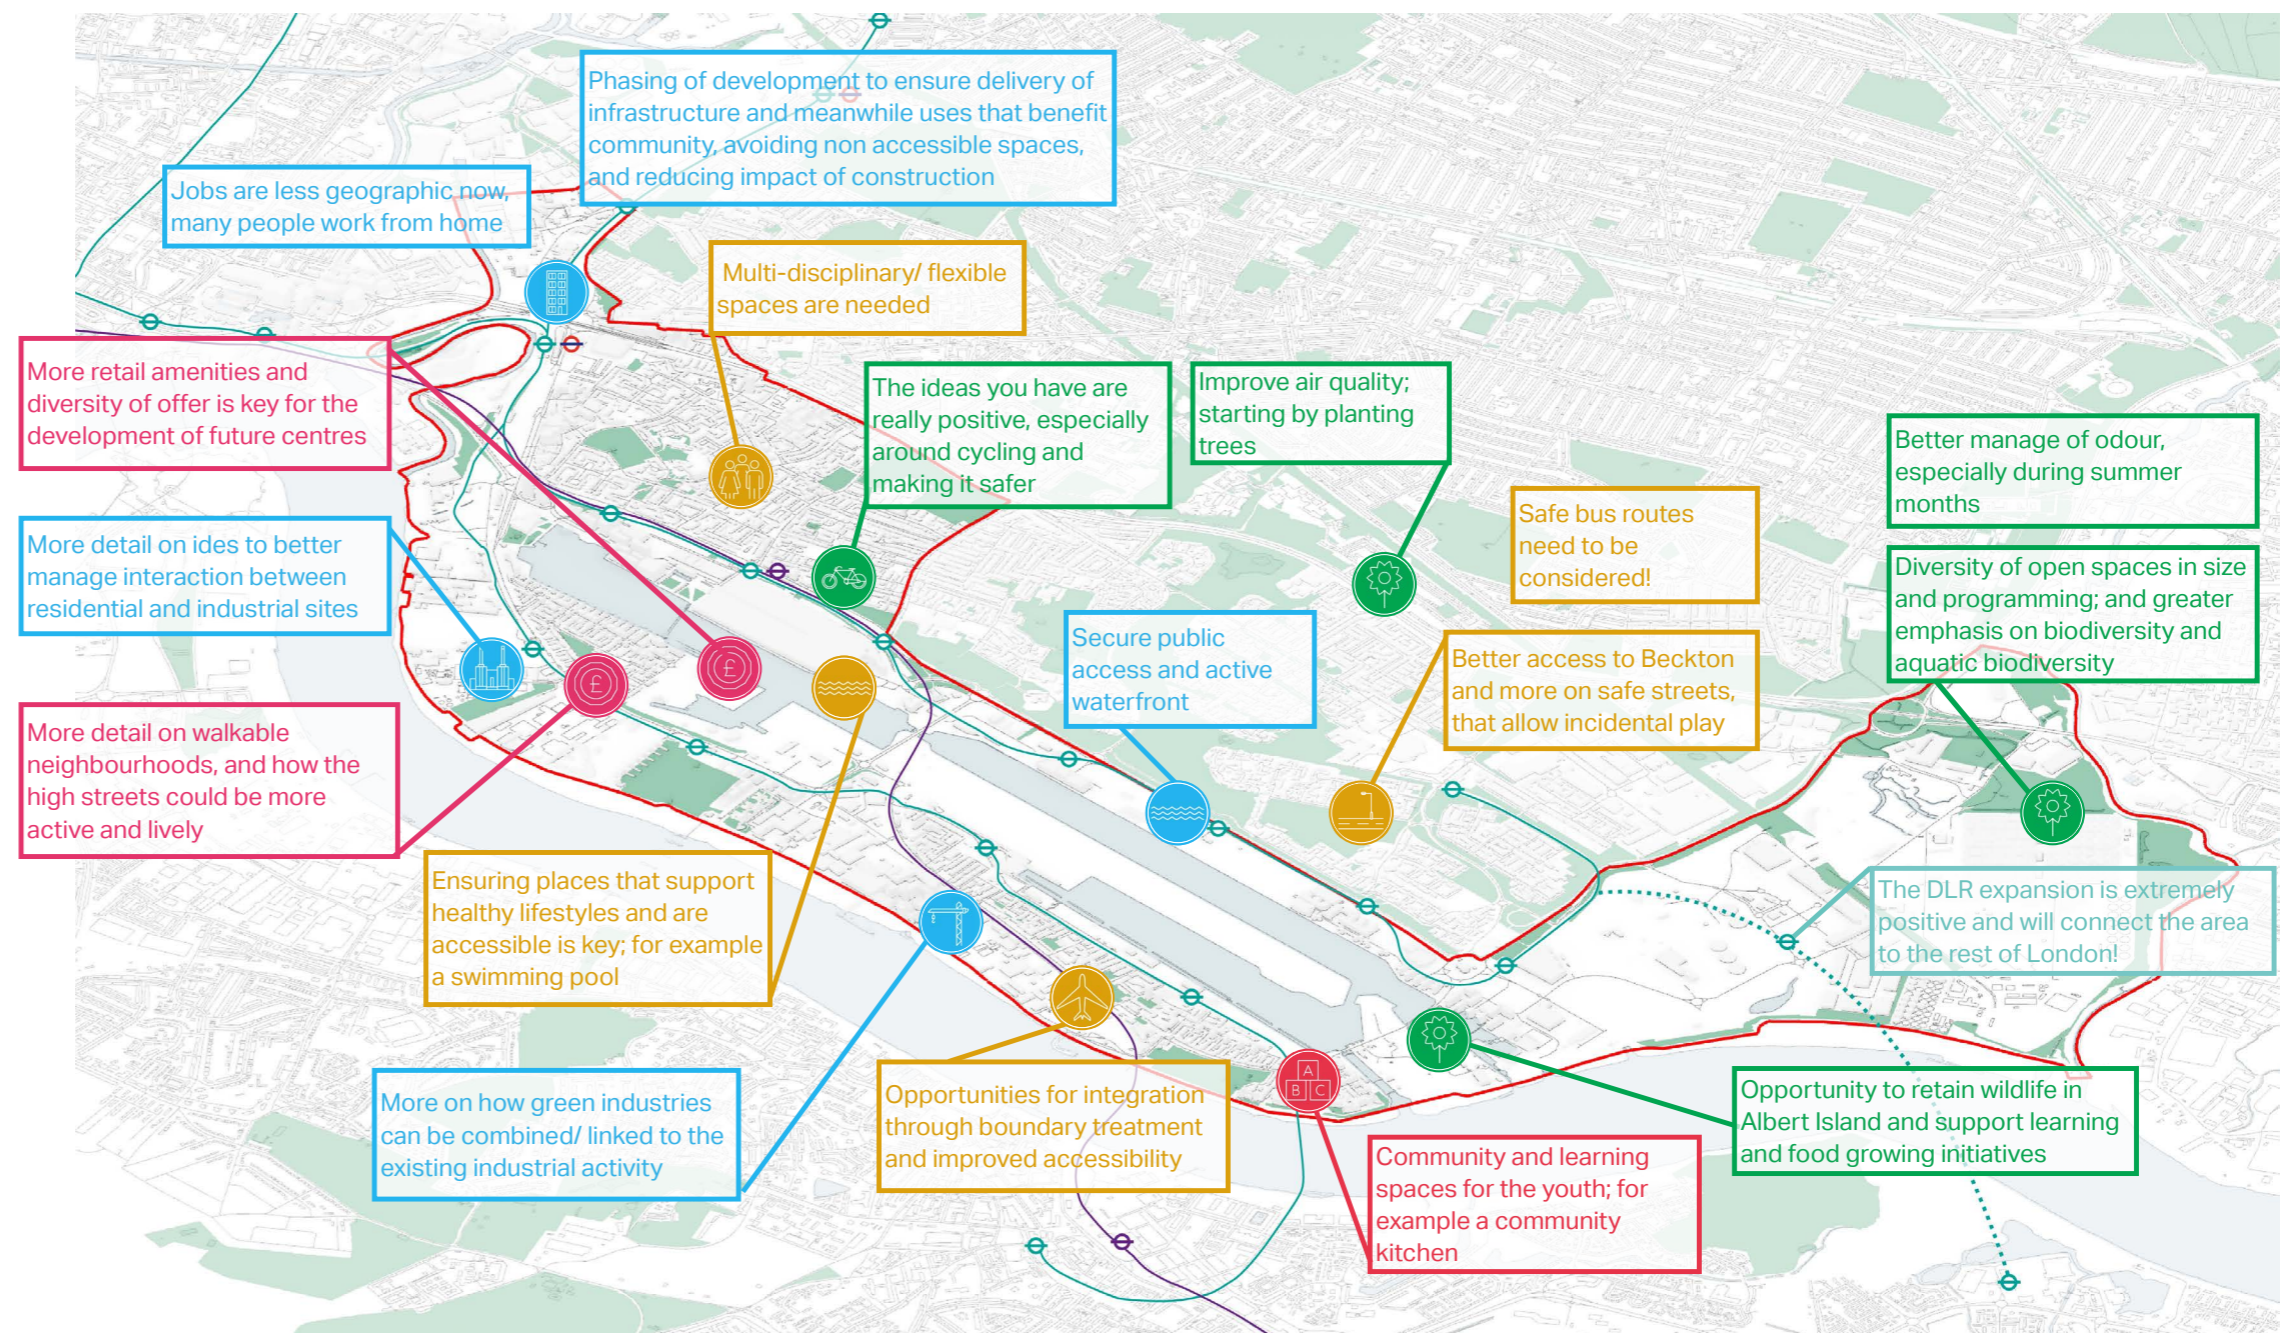 Phasing of development to ensure delivery of
infrastructure and meanwhile uses that benefit
community, avoiding non accessible spaces,
and reducing impact of construction
Jobs are less geographic now,
many people work from home
Multi-disciplinary/ flexible
spaces are needed
More retail amenities and
diversity of offer is key for the
development of future centres
The ideas you have are
really positive, especially
around cycling and
making it safer
Improve air quality;
starting by planting
trees
Better manage of odour,
especially during summer
months
More detail on ides to better
manage interaction between
residential and industrial sites
Safe bus routes
need to be
considered!
Diversity of open spaces in size
and programming; and greater
emphasis on biodiversity and
aquatic biodiversity
Secure public
access and active
waterfront
Better access to Beckton
and more on safe streets,
that allow incidental play
More detail on walkable
neighbourhoods, and how the
high streets could be more
active and lively
£
£
Ensuring places that support
healthy lifestyles and are
accessible is key; for example
a swimming pool
The DLR expansion is extremely
positive and will connect the area
to the rest of London!
More on how green industries
can be combined/ linked to the
existing industrial activity
Opportunities for integration
through boundary treatment
and improved accessibility
A
B C
Community and learning
spaces for the youth; for
example a community
kitchen
Opportunity to retain wildlife in
Albert Island and support learning
and food growing initiatives